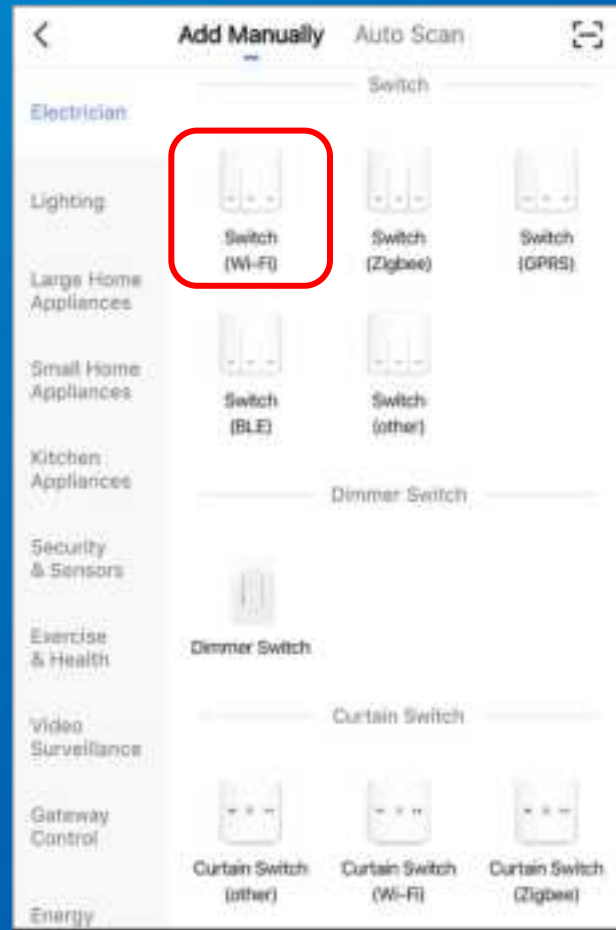 Add Manually Auto Scan
Electrician
Lighting
Large Home
Appliances
Small Home
Appliances
Kitchen
Appliances
Security
& Sensors
Exercise
& Health
Video
Surveillance
Gateway
Control
Energy
Switch
Switch
(Wi-Fi)
Switch
(Zigbee)
Switch
(GPRS)
Switch
(BLE)
Switch
(other)
Dimmer Switch
Dimmer Switch
Curtain Switch
Curtain Switch
(other)
Curtain Switch
(Wi-Fi)
Curtain Switch
(Zigbee)